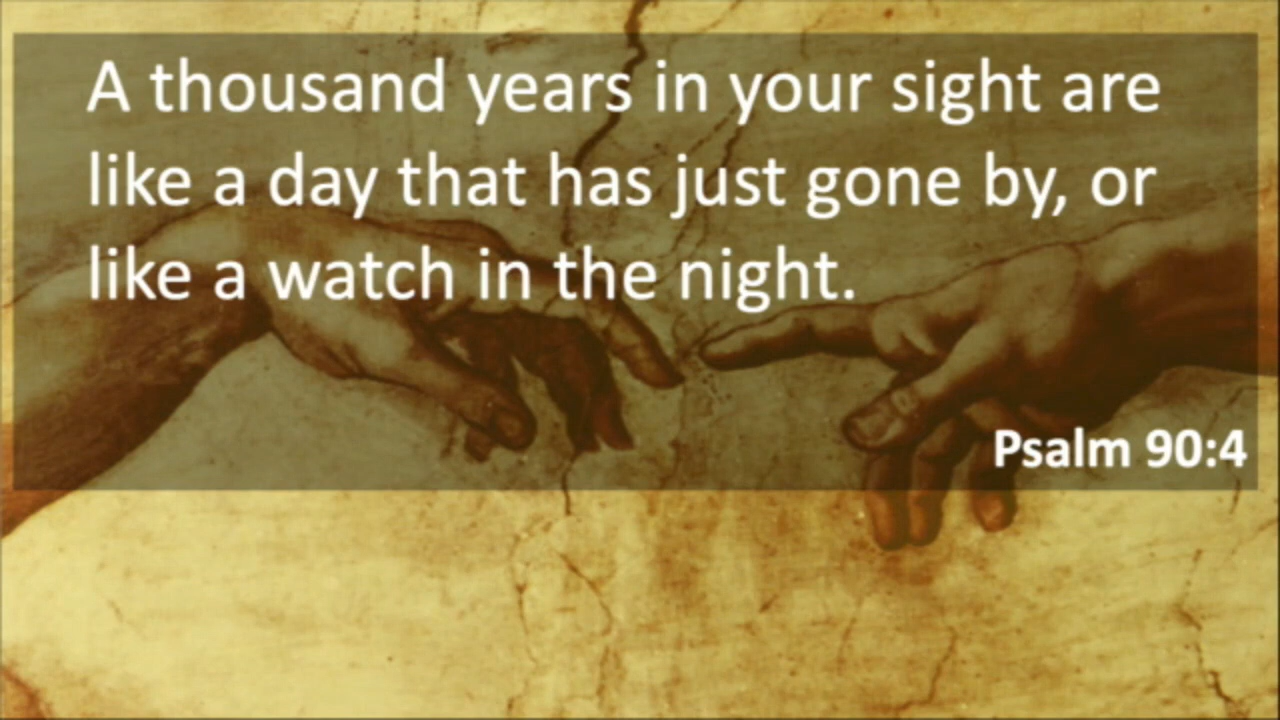 A thousand years in your sight are
like a day that has just gone by, or
like a watch in the night.
Psalm 90:4